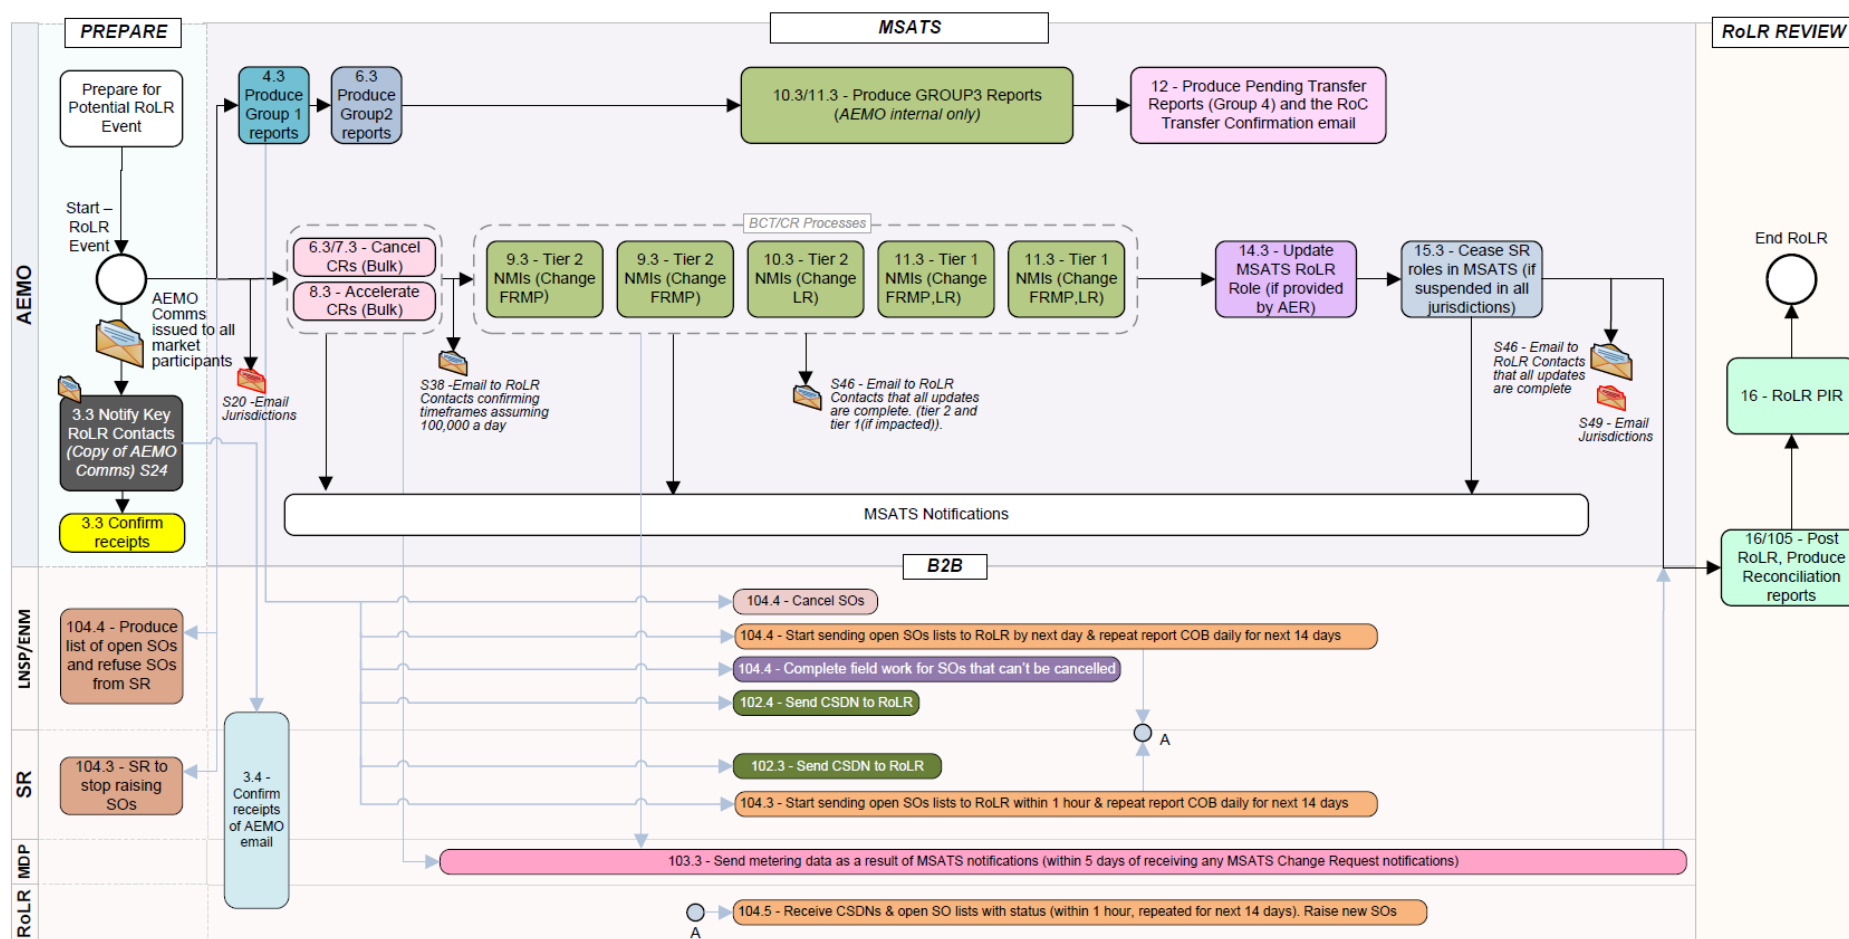 PREPARE
MSATS
RoLR REVIEW
AEMO
Prepare for
Potential RoLR
Event
4.3
Produce
Group 1
reports
6.3
Produce
Group2
reports
10.3/11.3 - Produce GROUP3 Reports
(AEMO internal only)
12 - Produce Pending Transfer
Reports (Group 4) and the RoC
Transfer Confirmation email
Start –
RoLR
Event
BCT/CR Processes
6.3/7.3 - Cancel
CRs (Bulk)
8.3 - Accelerate
CRs (Bulk)
9.3 - Tier 2
NMIs (Change
FRMP)
9.3 - Tier 2
NMIs (Change
FRMP)
10.3 - Tier 2
NMIs (Change
LR)
11.3 - Tier 1
NMIs (Change
FRMP,LR)
11.3 - Tier 1
NMIs (Change
FRMP,LR)
14.3 - Update
MSATS RoLR
Role (if provided
by AER)
15.3 - Cease SR
roles in MSATS (if
suspended in all
jurisdictions)
End RoLR
AEMO
Comms
issued to all
market
participants
S20 -Email
Jurisdictions
S38 -Email to RoLR
Contacts confirming
timeframes assuming
100,000 a day
S46 - Email to RoLR
Contacts that all updates
are complete. (tier 2 and
tier 1(if impacted)).
S46 - Email to
RoLR Contacts
that all updates
are complete
S49 - Email
Jurisdictions
16 - RoLR PIR
3.3 Notify Key
RoLR Contacts
(Copy of AEMO
Comms) S24
3.3 Confirm
receipts
MSATS Notifications
16/105 - Post
RoLR, Produce
Reconciliation
reports
B2B
LNSP/ENM
104.4 - Produce
list of open SOs
and refuse SOs
from SR
104.4 - Cancel SOs
104.4 - Start sending open SOs lists to RoLR by next day & repeat report COB daily for next 14 days
104.4 - Complete field work for SOs that can't be cancelled
102.4 - Send CSDN to RoLR
A
SR
104.3 - SR to
stop raising
SOs
3.4 -
Confirm
receipts
of AEMO
email
102.3 - Send CSDN to RoLR
104.3 - Start sending open SOs lists to RoLR within 1 hour & repeat report COB daily for next 14 days
MDP
103.3 - Send metering data as a result of MSATS notifications (within 5 days of receiving any MSATS Change Request notifications)
RoLR
A
104.5 - Receive CSDNs & open SO lists with status (within 1 hour, repeated for next 14 days). Raise new SOs